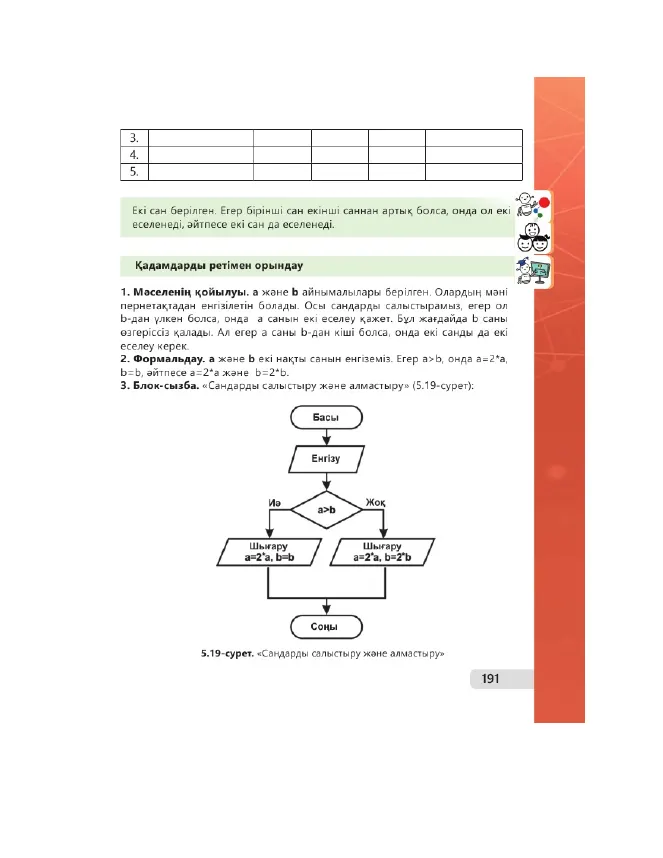 3.
4.
5.
Екі сан берілген. Егер бірінші сан екінші саннан артық болса, онда ол екі
еселенеді, әйтпесе екі сан да еселенеді.
Қадамдарды ретімен орындау
1. Мәселенің қойылуы. a және b айнымалылары берілген. Олардың мәні
пернетақтадан енгізілетін болады. Осы сандарды салыстырамыз, егер ол
b-дан үлкен болса, онда a санын екі еселеу қажет. Бұл жағдайда b саны
өзгеріссіз қалады. Ал егер a саны b-дан кіші болса, онда екі санды да екі
еселеу керек.
2. Формальдау. a және b екі нақты санын енгіземіз. Егер a>b, онда a=2*a,
b=b, әйтпесе a=2*a және b=2*b.
3. Блок-сызба. «Сандарды салыстыру және алмастыру» (5.19-сурет):
Басы
Енгізу
Иә
a>b
Жоқ
Шығару
a=2*a, b=b
Шығару
a=2*a, b=2*b
Соңы
5.19-сурет. «Сандарды салыстыру және алмастыру»
191